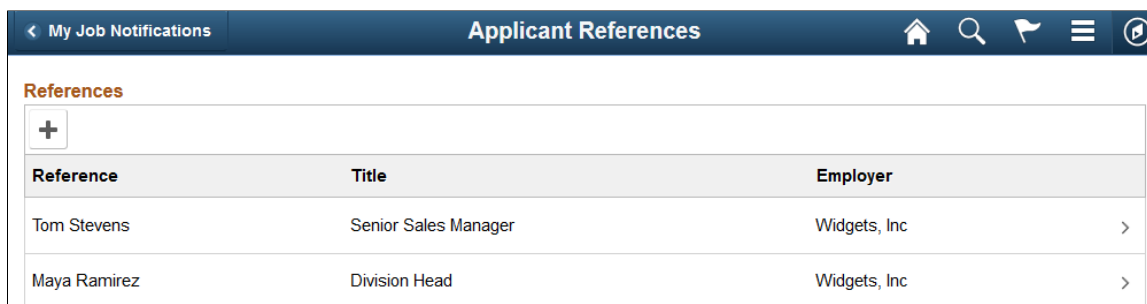 My Job Notifications Applicant References
References
Reference Title Employer
Tom Stevens Senior Sales Manager Widgets, Inc
Maya Ramirez Division Head Widgets, Inc